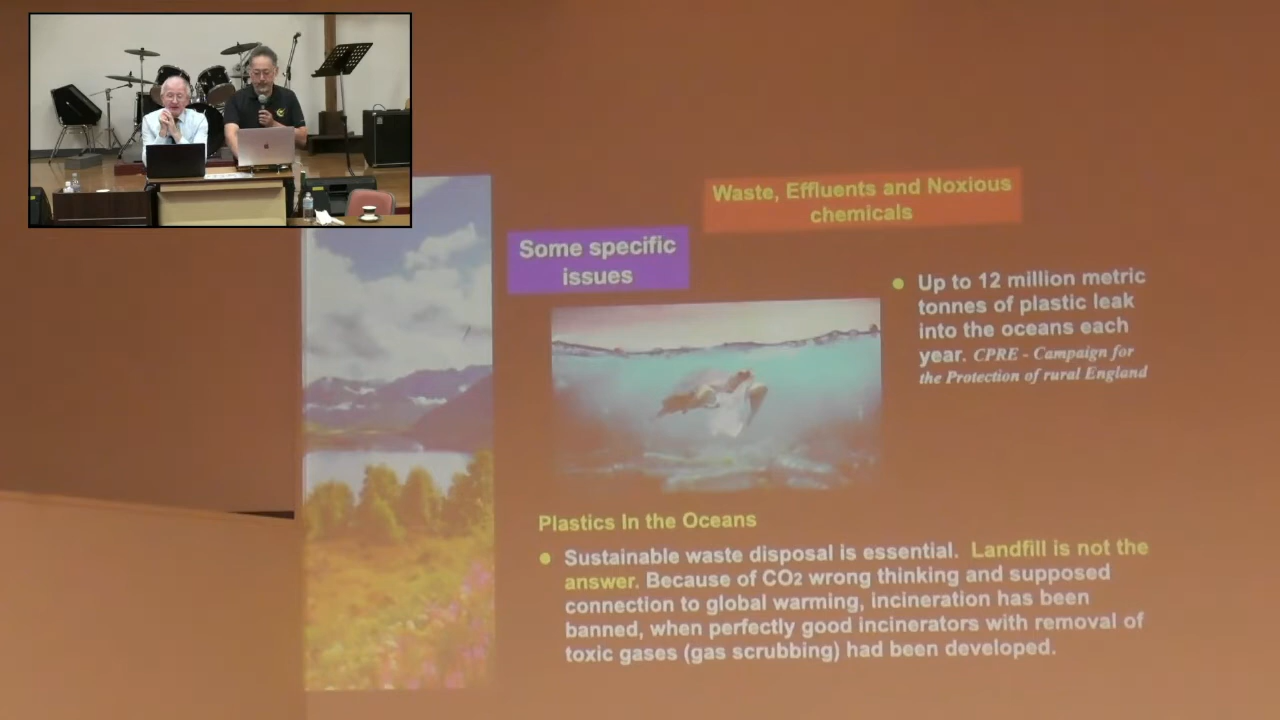 Waste, Effluents and Noxious
chemicals
Some specific
issues
Up to 12 million metric
tonnes of plastic leak
into the oceans each
year. CPRE - Campaign for
the Protection of rural England
Plastics In the Oceans
Sustainable waste disposal is essential. Landfill is not the
answer. Because of CO2 wrong thinking and supposed
connection to global warming, incineration has been
banned, when perfectly good incinerators with removal of
toxic gases (gas scrubbing) had been developed.